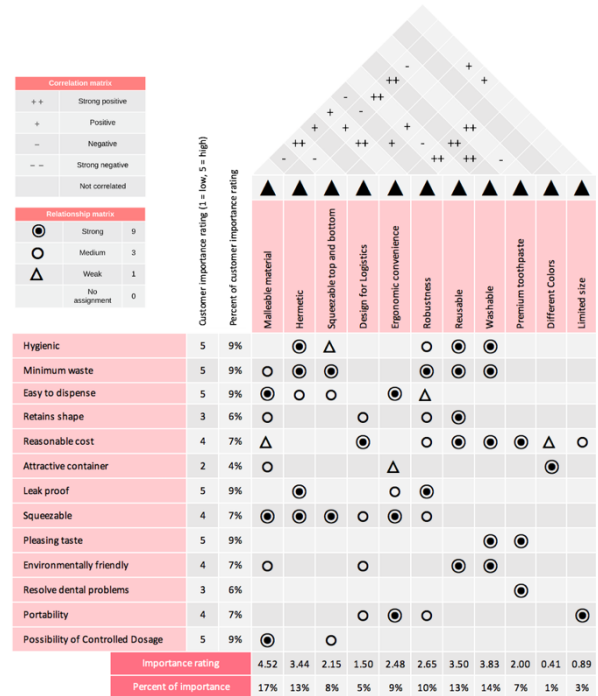 Correlation matrix
++ Strong positive
+ Positive
- Negative
- - Strong negative
Not correlated
Relationship matrix
Strong 9
Medium 3
Weak 1
No assignment 0
Customer importance rating (1 = low, 5 = high)
Percent of customer importance rating
Malleable material
Hermetic
Squeezable top and bottom
Design for Logistics
Ergonomic convenience
Robustness
Reusable
Washable
Premium toothpaste
Different Colors
Limited size
Hygienic 5 9%
Minimum waste 5 9%
Easy to dispense 5 9%
Retains shape 3 6%
Reasonable cost 4 7%
Attractive container 2 4%
Leak proof 5 9%
Squeezable 4 7%
Pleasing taste 5 9%
Environmentally friendly 4 7%
Resolve dental problems 3 6%
Portability 4 7%
Possibility of Controlled Dosage 5 9%
Importance rating 4.52 3.44 2.15 1.50 2.48 2.65 3.50 3.83 2.00 0.41 0.89
Percent of importance 17% 13% 8% 5% 9% 10% 13% 14% 7% 1% 3%